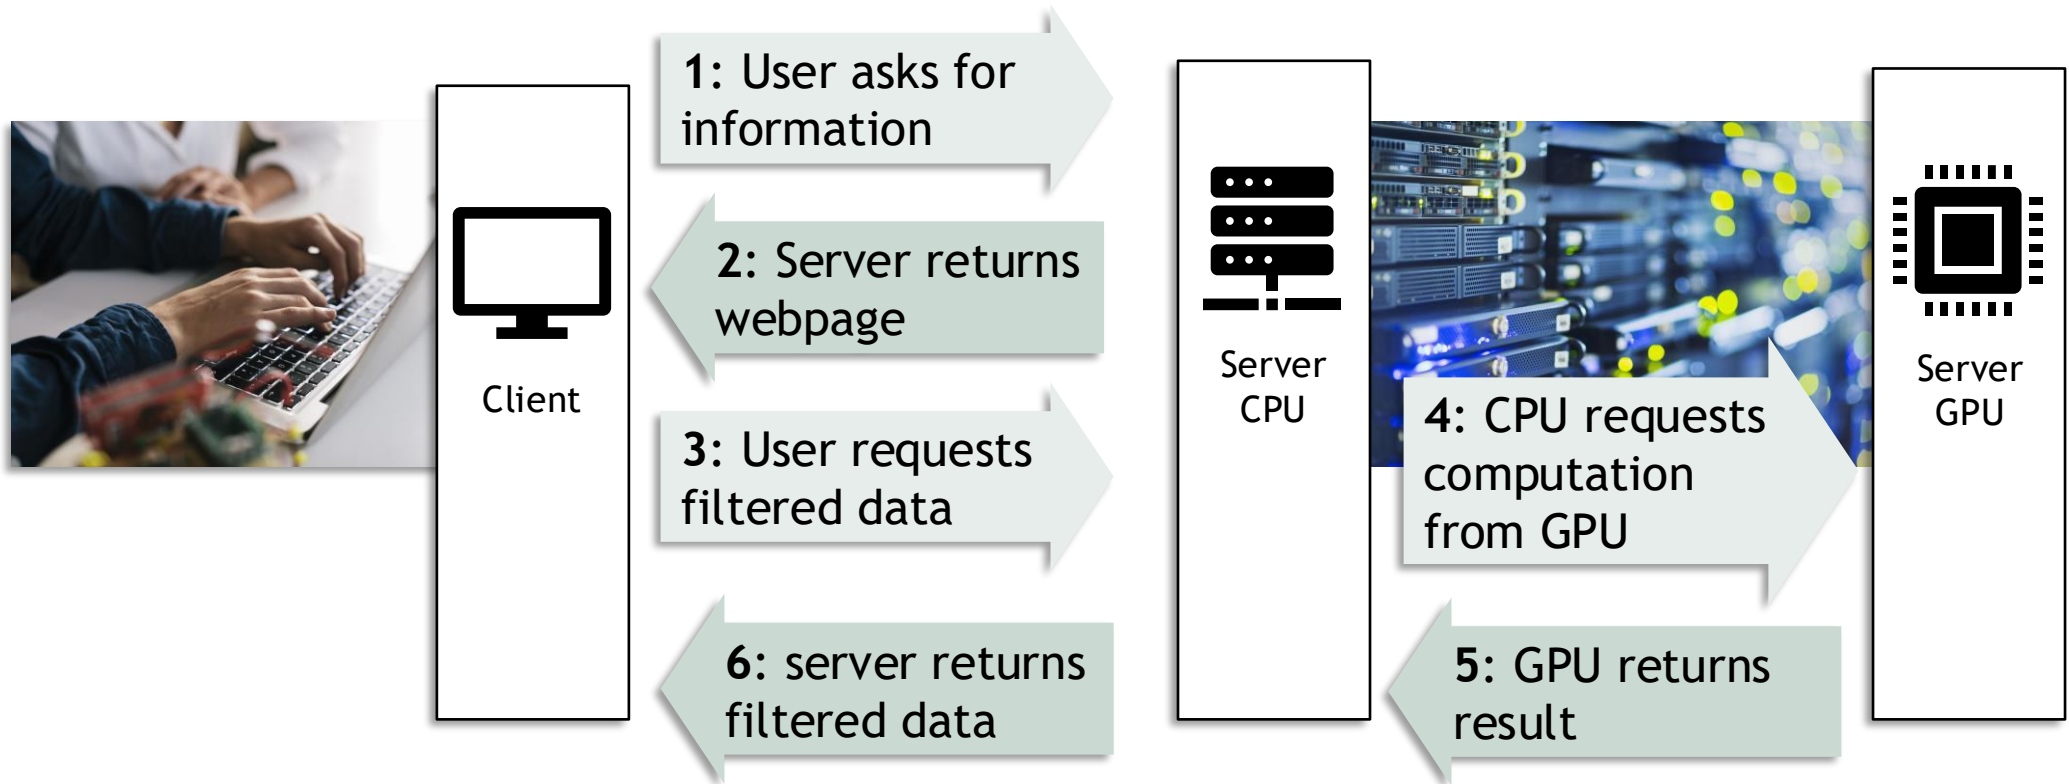 1: User asks for
information
2: Server returns
webpage
3: User requests
filtered data
4: CPU requests
computation
from GPU
5: GPU returns
result
6: server returns
filtered data
Client
Server
CPU
Server
GPU